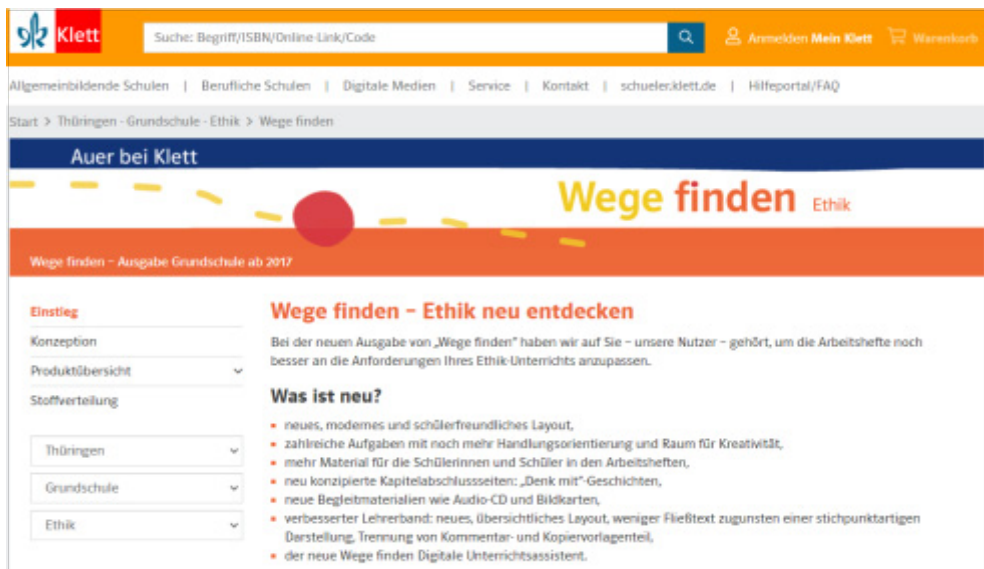 Klett
Suche: Begriff/ISBN/Online-Link/Code
Anmelden Mein Klett Warenkorb
Allgemeinbildende Schulen | Berufliche Schulen | Digitale Medien | Service | Kontakt | schueler.klett.de | Hilfeportal/FAQ
Start > Thüringen - Grundschule - Ethik > Wege finden
Auer bei Klett
Wege finden Ethik
Wege finden – Ausgabe Grundschule ab 2017
Einstieg
Konzeption
Produktübersicht
Stoffverteilung
Thüringen
Grundschule
Ethik
Wege finden – Ethik neu entdecken
Bei der neuen Ausgabe von „Wege finden" haben wir auf Sie – unsere Nutzer – gehört, um die Arbeitshefte noch
besser an die Anforderungen Ihres Ethik-Unterrichts anzupassen.
Was ist neu?
• neues, modernes und schülerfreundliches Layout,
• zahlreiche Aufgaben mit noch mehr Handlungsorientierung und Raum für Kreativität,
• mehr Material für die Schülerinnen und Schüler in den Arbeitsheften,
• neu konzipierte Kapitelabschlussseiten: „Denk mit"-Geschichten,
• neue Begleitmaterialien wie Audio-CD und Bildkarten,
• verbesserter Lehrerband: neues, übersichtliches Layout, weniger Fließtext zugunsten einer stichpunktartigen
Darstellung, Trennung von Kommentar- und Kopiervorlagenteil,
• der neue Wege finden Digitale Unterrichtsassistent.